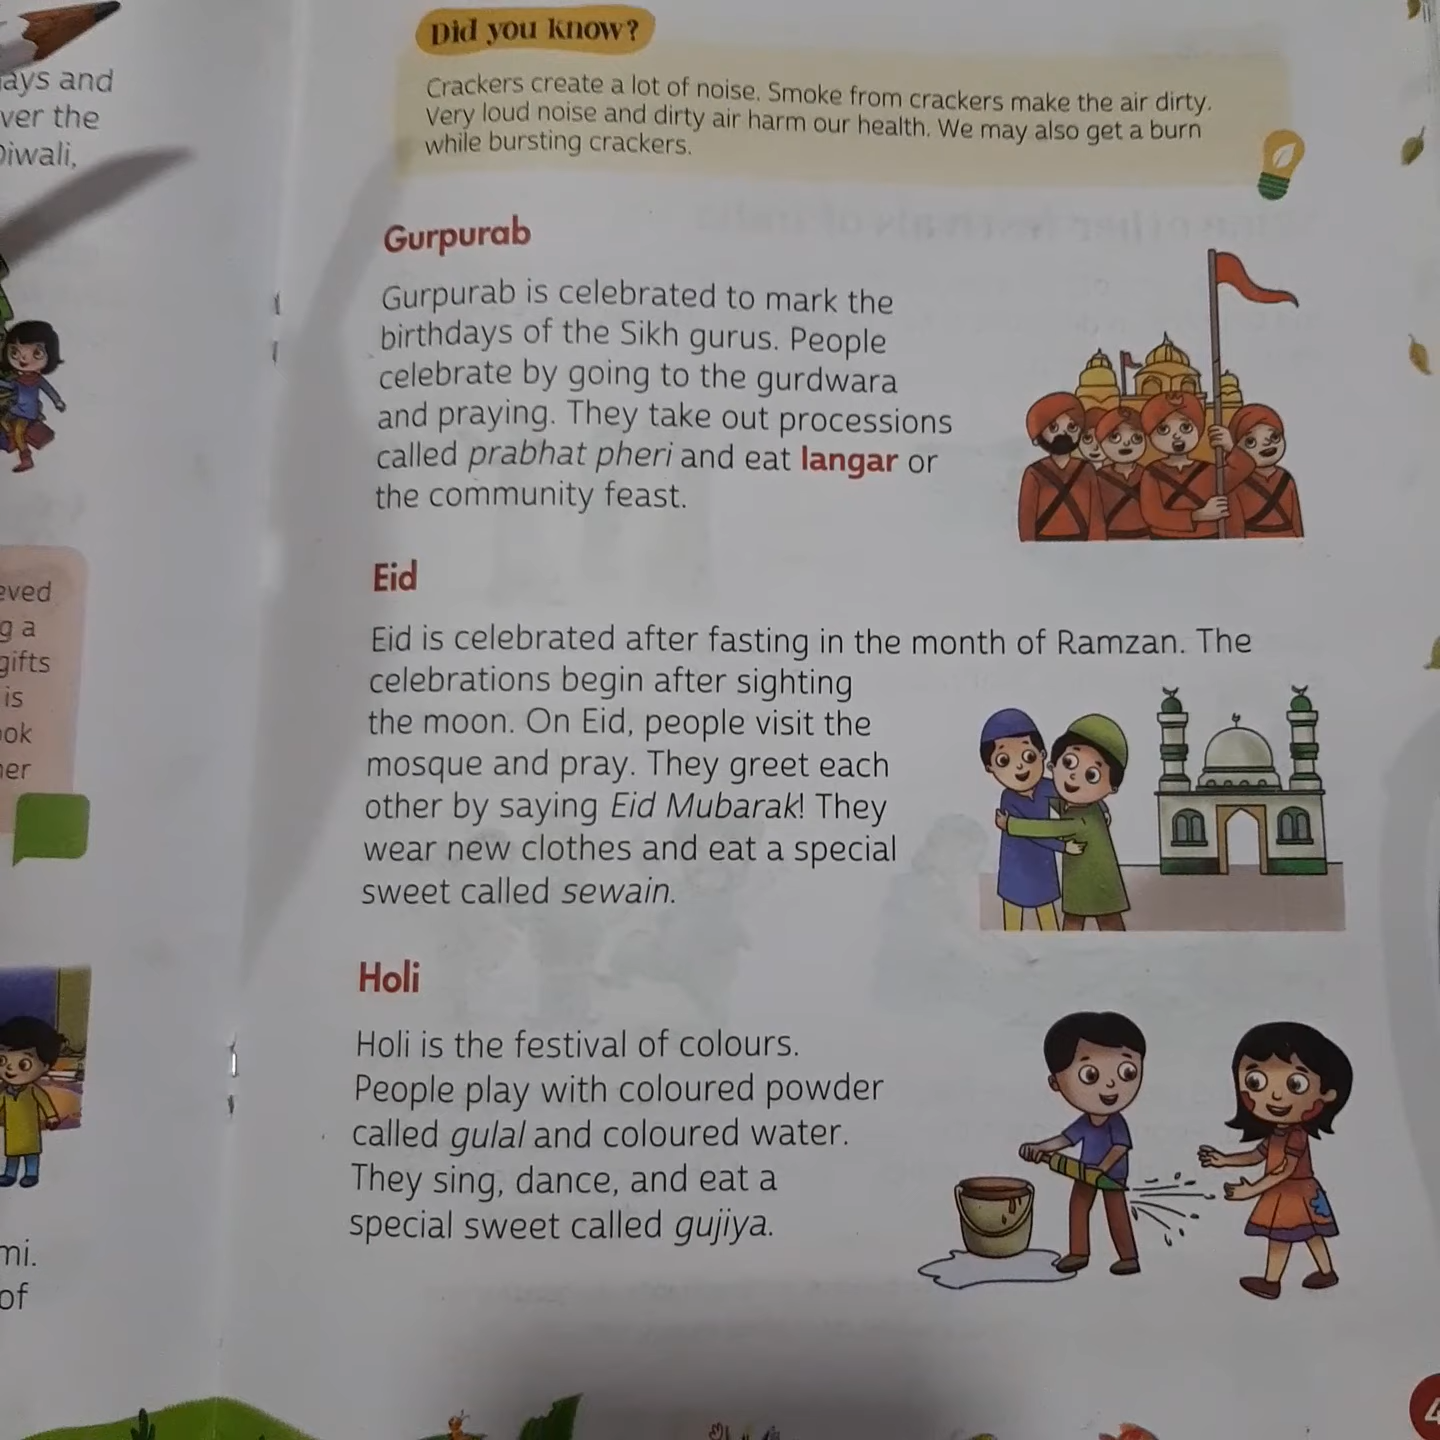 ays and
ver the
Diwali,
eved
g a
gifts
is
ook
her
mi.
of
Did you know?
Crackers create a lot of noise. Smoke from crackers make the air dirty.
Very loud noise and dirty air harm our health. We may also get a burn
while bursting crackers.
Gurpurab
Gurpurab is celebrated to mark the
birthdays of the Sikh gurus. People
celebrate by going to the gurdwara
and praying. They take out processions
called prabhat pheri and eat langar or
the community feast.
Eid
Eid is celebrated after fasting in the month of Ramzan. The
celebrations begin after sighting
the moon. On Eid, people visit the
mosque and pray. They greet each
other by saying Eid Mubarak! They
wear new clothes and eat a special
sweet called sewain.
Holi
Holi is the festival of colours.
People play with coloured powder
called gulal and coloured water.
They sing, dance, and eat a
special sweet called gujiya.
4